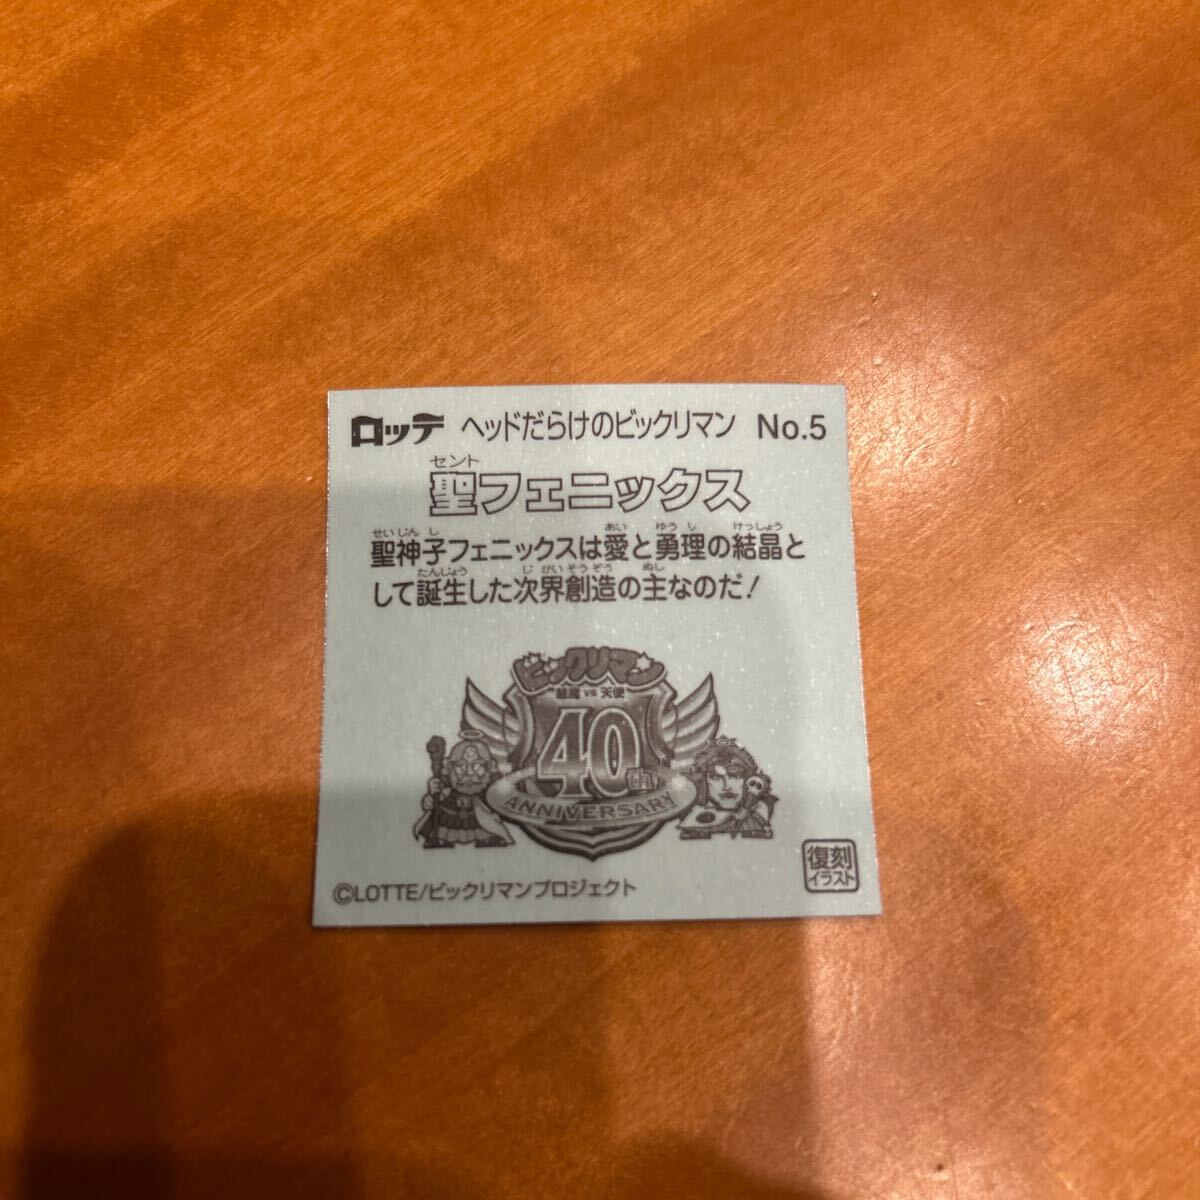 ロッテ ヘッドだらけのビックリマン No.5
セント
聖フェニックス
せいじん し あい ゆう り けっしょう
聖神子フェニックスは愛と勇理の結晶と
たんじょう じ かいそうぞう ぬし
して誕生した次界創造の主なのだ!
ビックリマン
悪魔 VS 天使
40th
ANNIVERSARY
復刻
イラスト
©LOTTE/ビックリマンプロジェクト